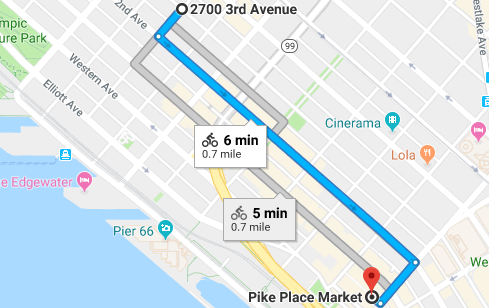 2700 3rd Avenue
2nd Ave
mpic
ure Park
99
Western Ave
Elliott Ave
estlake Ave
Cinerama
6 min
0.7 mile
Lola
e Edgewater
5 min
0.7 mile
Pier 66
We
Pike Place Market